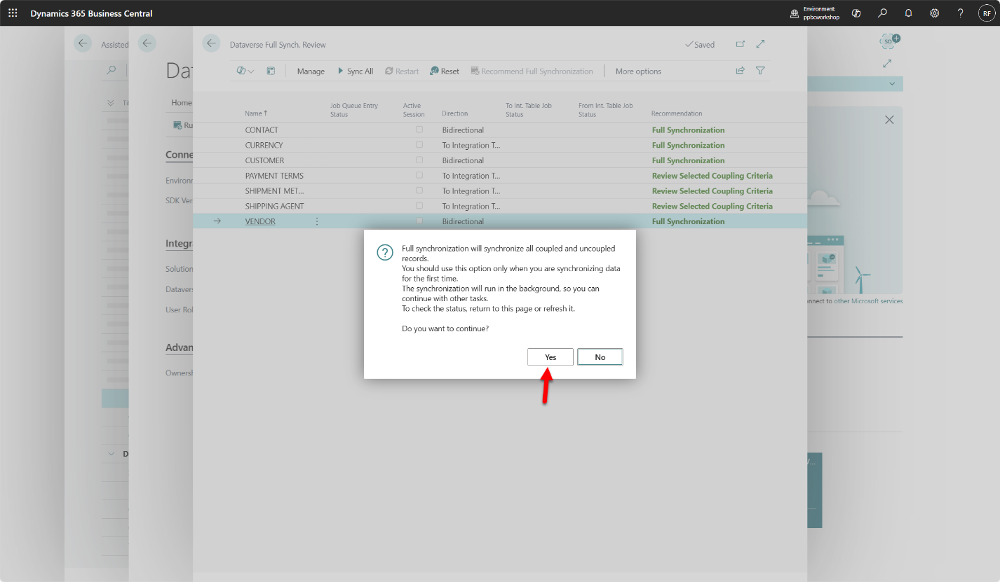 Dynamics 365 Business Central
Environment:
ppbcworkshop
RF
Assisted
Dataverse Full Synch. Review
Saved
SO
Dat
Manage
Sync All
Restart
Reset
Recommend Full Synchronization
More options
Home
Ru
Name ↑
Job Queue Entry
Status
Active
Session
Direction
To Int. Table Job
Status
From Int. Table Job
Status
Recommendation
CONTACT Bidirectional Full Synchronization
CURRENCY To Integration T... Full Synchronization
CUSTOMER Bidirectional Full Synchronization
PAYMENT TERMS To Integration T... Review Selected Coupling Criteria
SHIPMENT MET... To Integration T... Review Selected Coupling Criteria
SHIPPING AGENT To Integration T... Review Selected Coupling Criteria
VENDOR Bidirectional Full Synchronization
Conne
Environ
SDK Ver
Integr
Solution
Datavers
User Rol
Advan
Ownersh
Full synchronization will synchronize all coupled and uncoupled
records.
You should use this option only when you are synchronizing data
for the first time.
The synchronization will run in the background, so you can
continue with other tasks.
To check the status, return to this page or refresh it.
Do you want to continue?
Yes
No
onnect to other Microsoft services
D